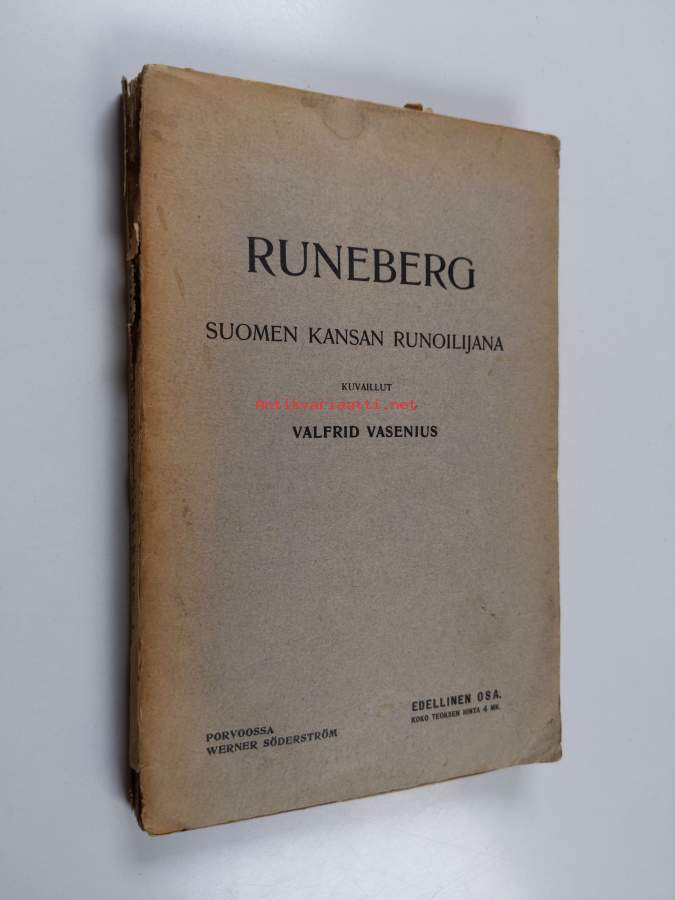 RUNEBERG
SUOMEN KANSAN RUNOILIJANA
KUVAILLUT
Antikvariaatti.net
VALFRID VASENIUS
EDELLINEN OSA.
KOKO TEOKSEN HINTA 4 MK.
PORVOOSSA
WERNER SÖDERSTRÖM